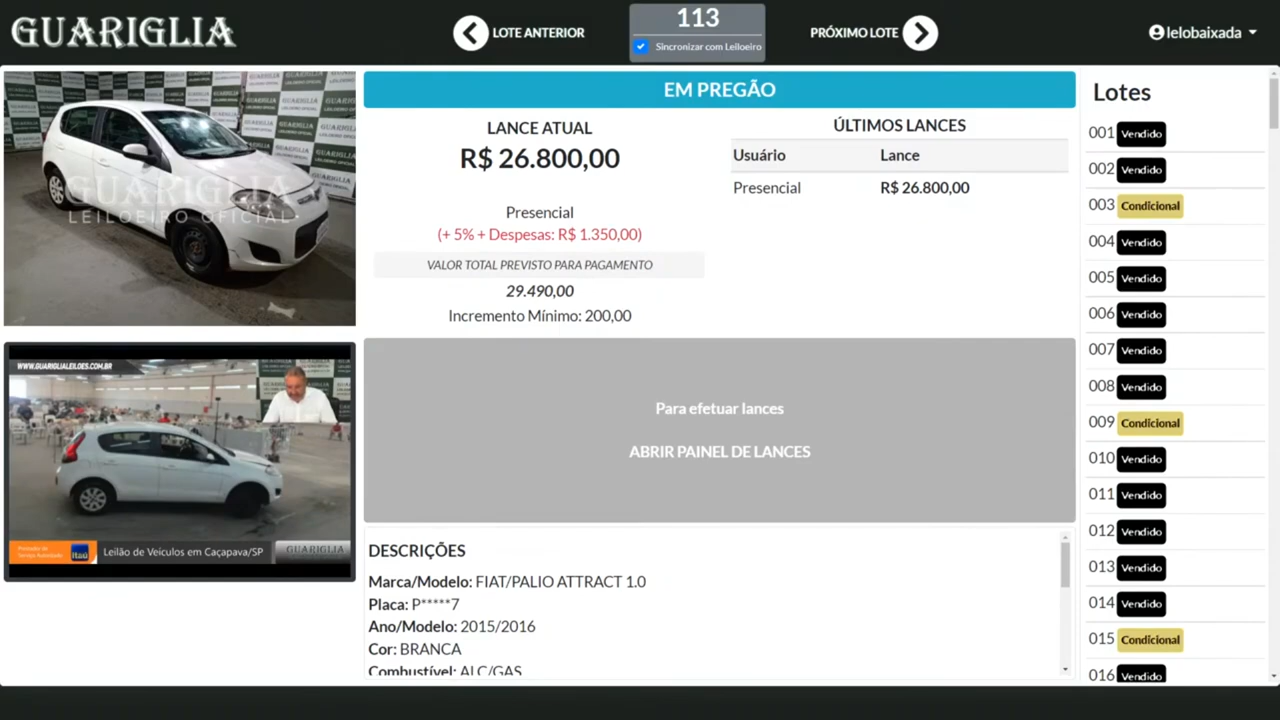 GUARIGLIA
LOTE ANTERIOR
113
Sincronizar com Leiloeiro
PRÓXIMO LOTE
lelobaixada
GUARIGLIA
LEILOEIRO OFICIAL
EM PREGÃO
LANCE ATUAL
R$ 26.800,00
Presencial
(+ 5% + Despesas: R$ 1.350,00)
VALOR TOTAL PREVISTO PARA PAGAMENTO
29.490,00
Incremento Mínimo: 200,00
ÚLTIMOS LANCES
Usuário Lance
Presencial R$ 26.800,00
WWW.GUARIGLIALEILOES.COM.BR
Itaú
Leilão de Veículos em Caçapava/SP
GUARIGLIA
Para efetuar lances
ABRIR PAINEL DE LANCES
DESCRIÇÕES
Marca/Modelo: FIAT/PALIO ATTRACT 1.0
Placa: P*****7
Ano/Modelo: 2015/2016
Cor: BRANCA
Combustível: ALC/GAS
Lotes
001 Vendido
002 Vendido
003 Condicional
004 Vendido
005 Vendido
006 Vendido
007 Vendido
008 Vendido
009 Condicional
010 Vendido
011 Vendido
012 Vendido
013 Vendido
014 Vendido
015 Condicional
016 Vendido